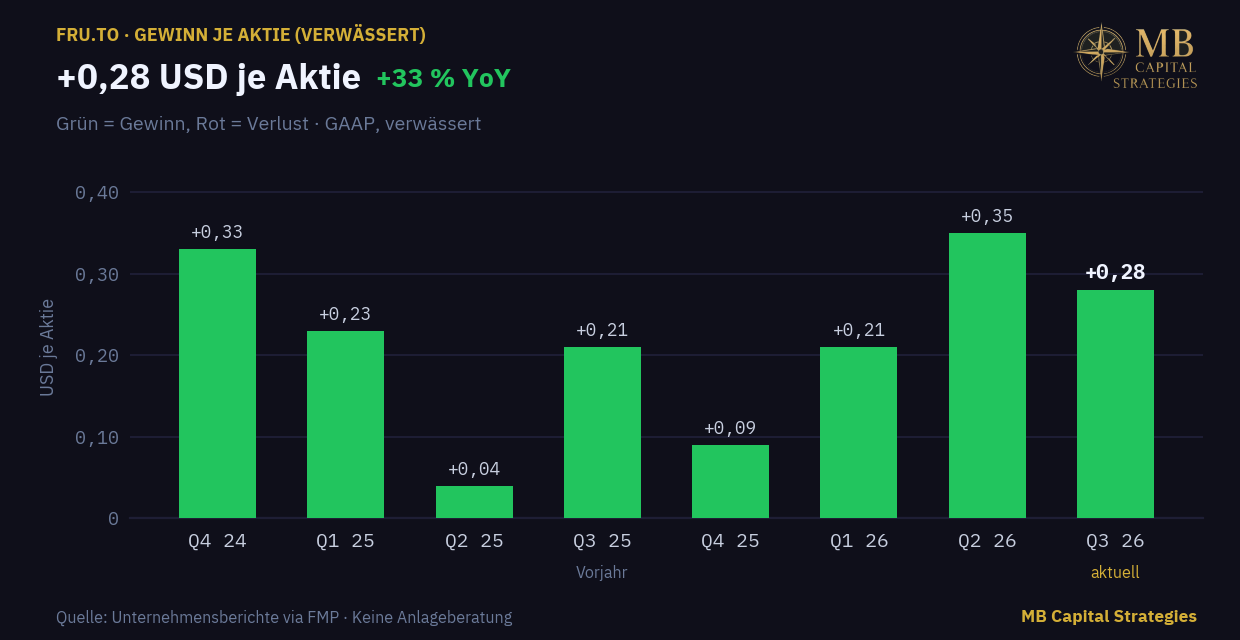 FRU.TO · GEWINN JE AKTIE (VERWÄSSERT)
+0,28 USD je Aktie +33 % YoY
Grün = Gewinn, Rot = Verlust · GAAP, verwässert
MB
CAPITAL
STRATEGIES
USD je Aktie
0,40
0,30
0,20
0,10
0
+0,33
+0,23
+0,04
+0,21
+0,09
+0,21
+0,35
+0,28
Q4 24 Q1 25 Q2 25 Q3 25 Q4 25 Q1 26 Q2 26 Q3 26
Vorjahr aktuell
Quelle: Unternehmensberichte via FMP · Keine Anlageberatung
MB Capital Strategies